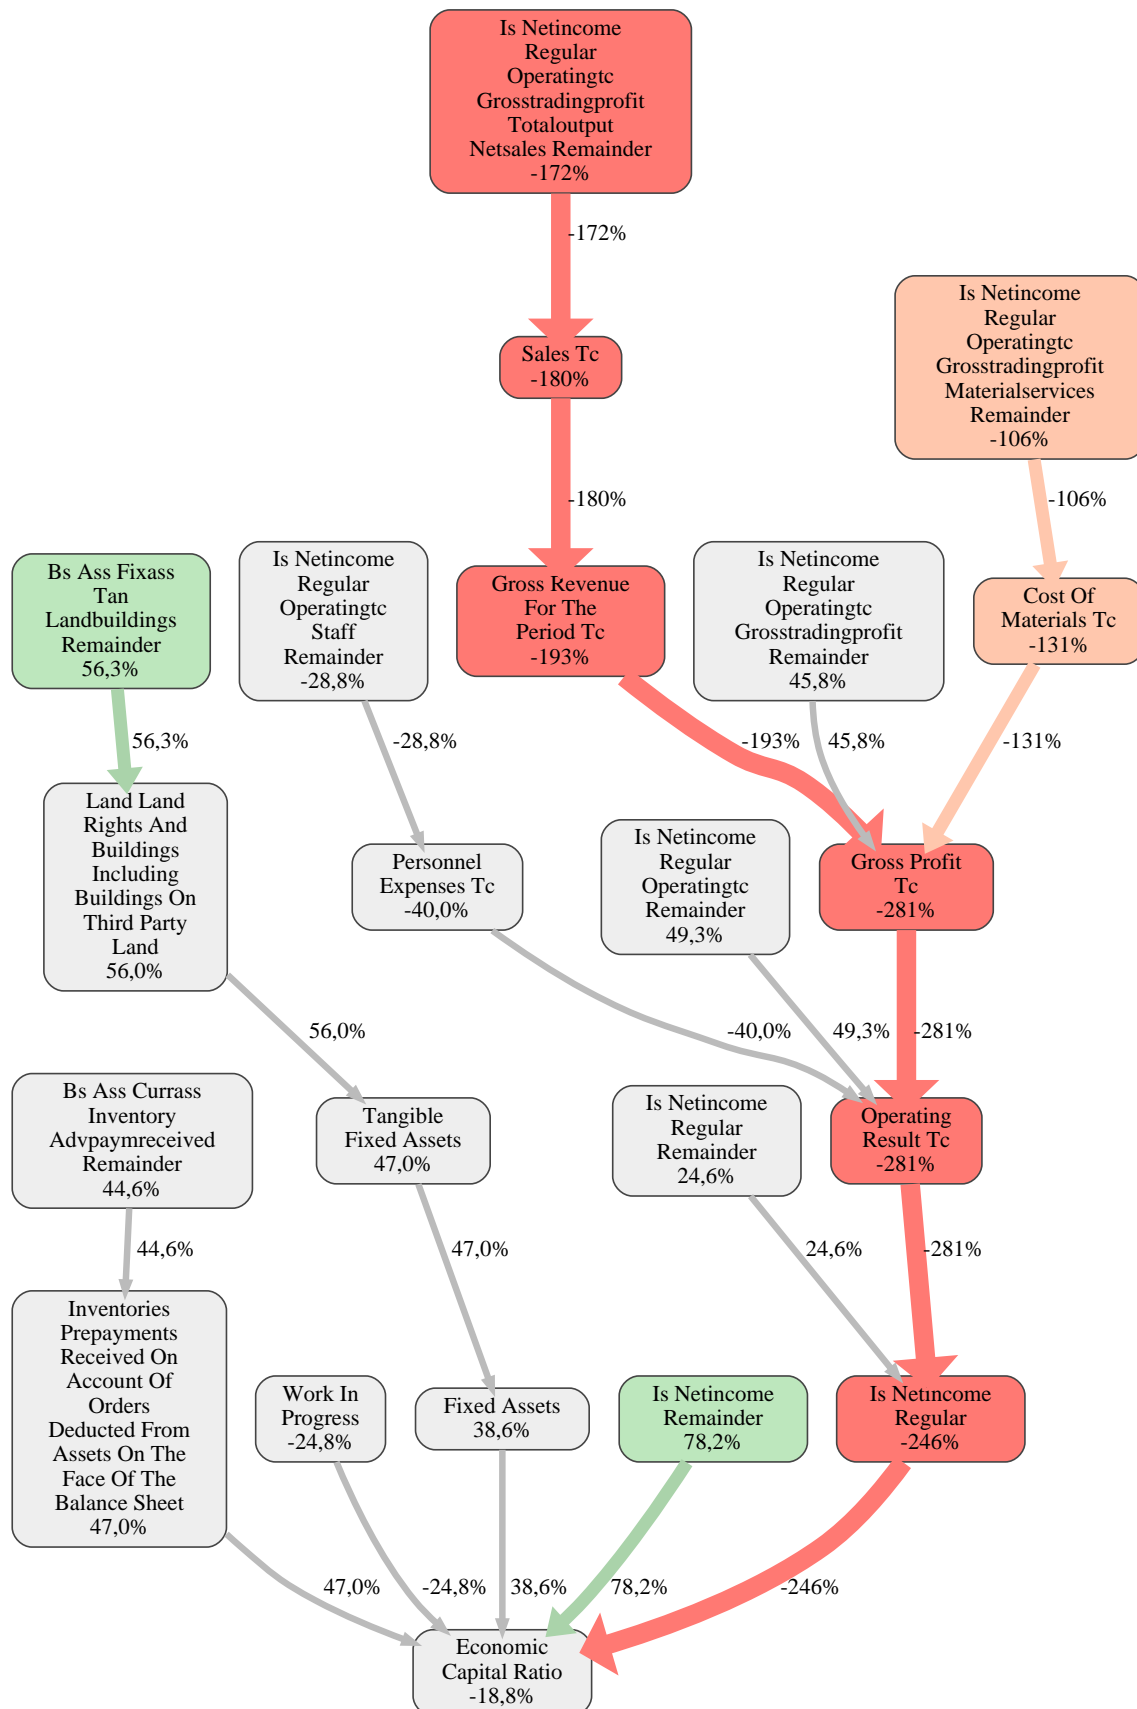 Is Netincome
Regular
Operatingtc
Grosstradingprofit
Totaloutput
Netsales Remainder
-172%
-172%
Is Netincome
Regular
Operatingtc
Grosstradingprofit
Materialservices
Remainder
-106%
Sales Tc
-180%
-180%
-106%
Bs Ass Fixass
Tan
Landbuildings
Remainder
56,3%
Is Netincome
Regular
Operatingtc
Staff
Remainder
-28,8%
Gross Revenue
For The
Period Tc
-193%
Is Netincome
Regular
Operatingtc
Grosstradingprofit
Remainder
45,8%
Cost Of
Materials Tc
-131%
56,3%
-28,8%
-193%
45,8%
-131%
Land Land
Rights And
Buildings
Including
Buildings On
Third Party
Land
56,0%
Personnel
Expenses Tc
-40,0%
Is Netincome
Regular
Operatingtc
Remainder
49,3%
Gross Profit
Tc
-281%
56,0%
-40,0%
49,3%
-281%
Bs Ass Currass
Inventory
Advpaymreceived
Remainder
44,6%
Tangible
Fixed Assets
47,0%
Is Netincome
Regular
Remainder
24,6%
Operating
Result Tc
-281%
44,6%
47,0%
24,6%
-281%
Inventories
Prepayments
Received On
Account Of
Orders
Deducted From
Assets On The
Face Of The
Balance Sheet
47,0%
Work In
Progress
-24,8%
Fixed Assets
38,6%
Is Netincome
Remainder
78,2%
Is Netincome
Regular
-246%
47,0%
-24,8%
38,6%
78,2%
-246%
Economic
Capital Ratio
-18,8%